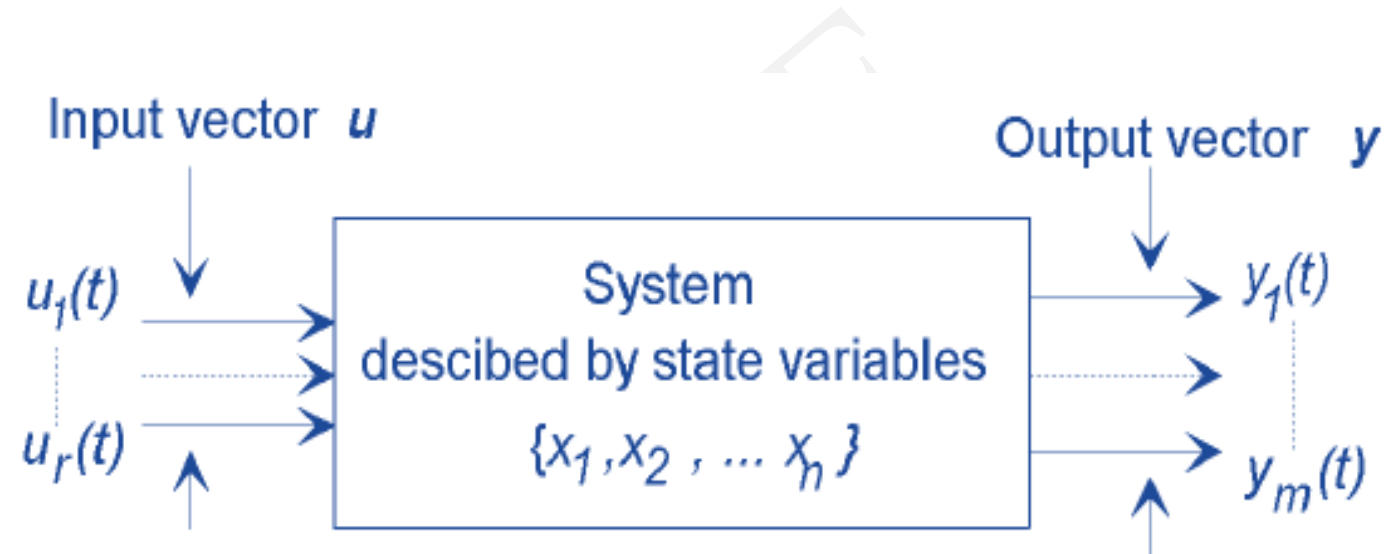 Input vector u
Output vector y
u1(t)
System
y1(t)
descibed by state variables
ur(t)
{x1 ,x2 , ... xn }
ym(t)